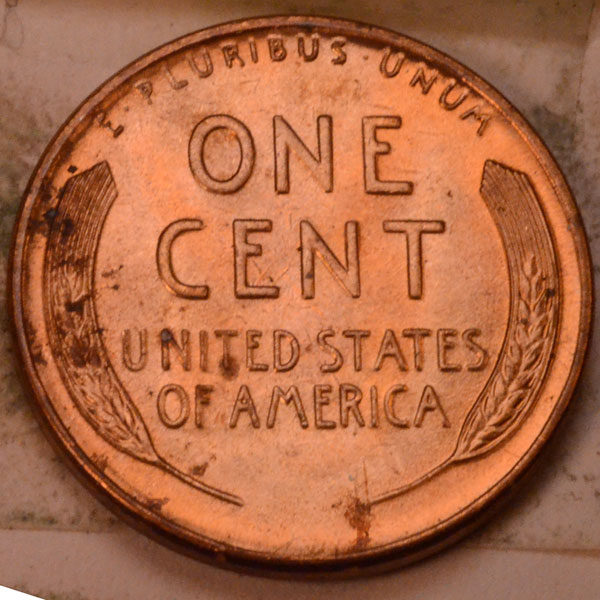 E PLURIBUS UNUM
ONE
CENT
UNITED STATES
OF AMERICA